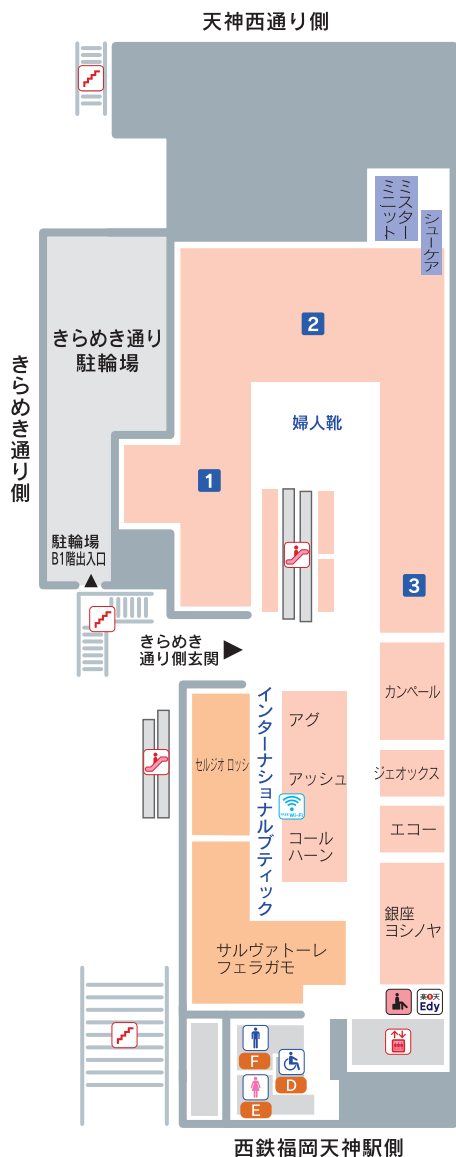 天神西通り側
ミスター
ミニット
シューケア
きらめき通り
駐輪場
きらめき通り側
2
婦人靴
1
3
駐輪場
B1階出入口
きらめき
通り側玄関
インターナショナルブティック
セルジオ ロッシ
アグ
アッシュ
コール
ハーン
カンペール
ジェオックス
エコー
銀座
ヨシノヤ
サルヴァトーレ
フェラガモ
Wi-Fi
楽天
Edy
F
D
E
西鉄福岡天神駅側